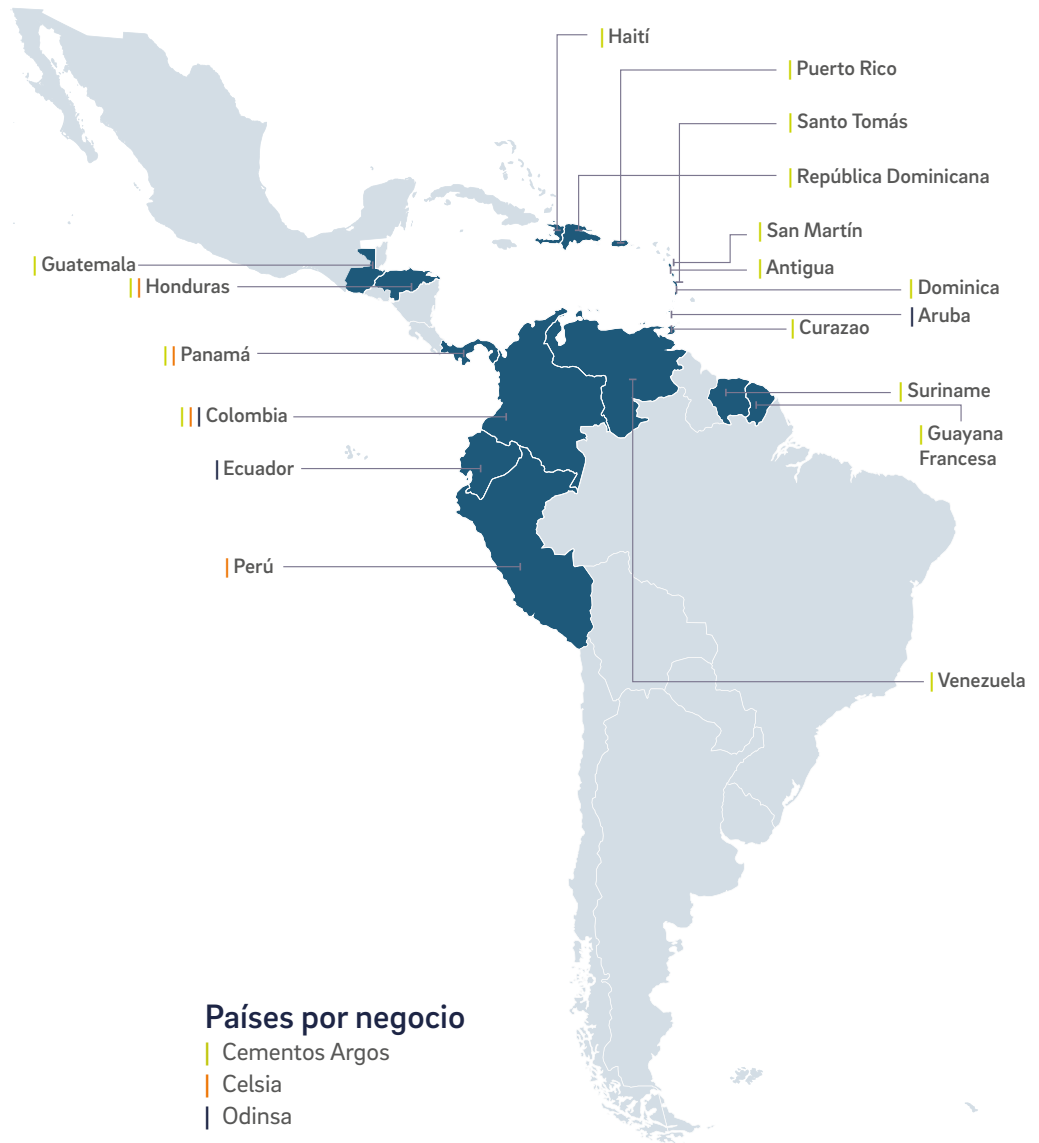 Haití
Puerto Rico
Santo Tomás
República Dominicana
San Martín
Guatemala
Antigua
Honduras
Dominica
Aruba
Curazao
Panamá
Suriname
Colombia
Guayana
Francesa
Ecuador
Perú
Venezuela
Países por negocio
Cementos Argos
Celsia
Odinsa